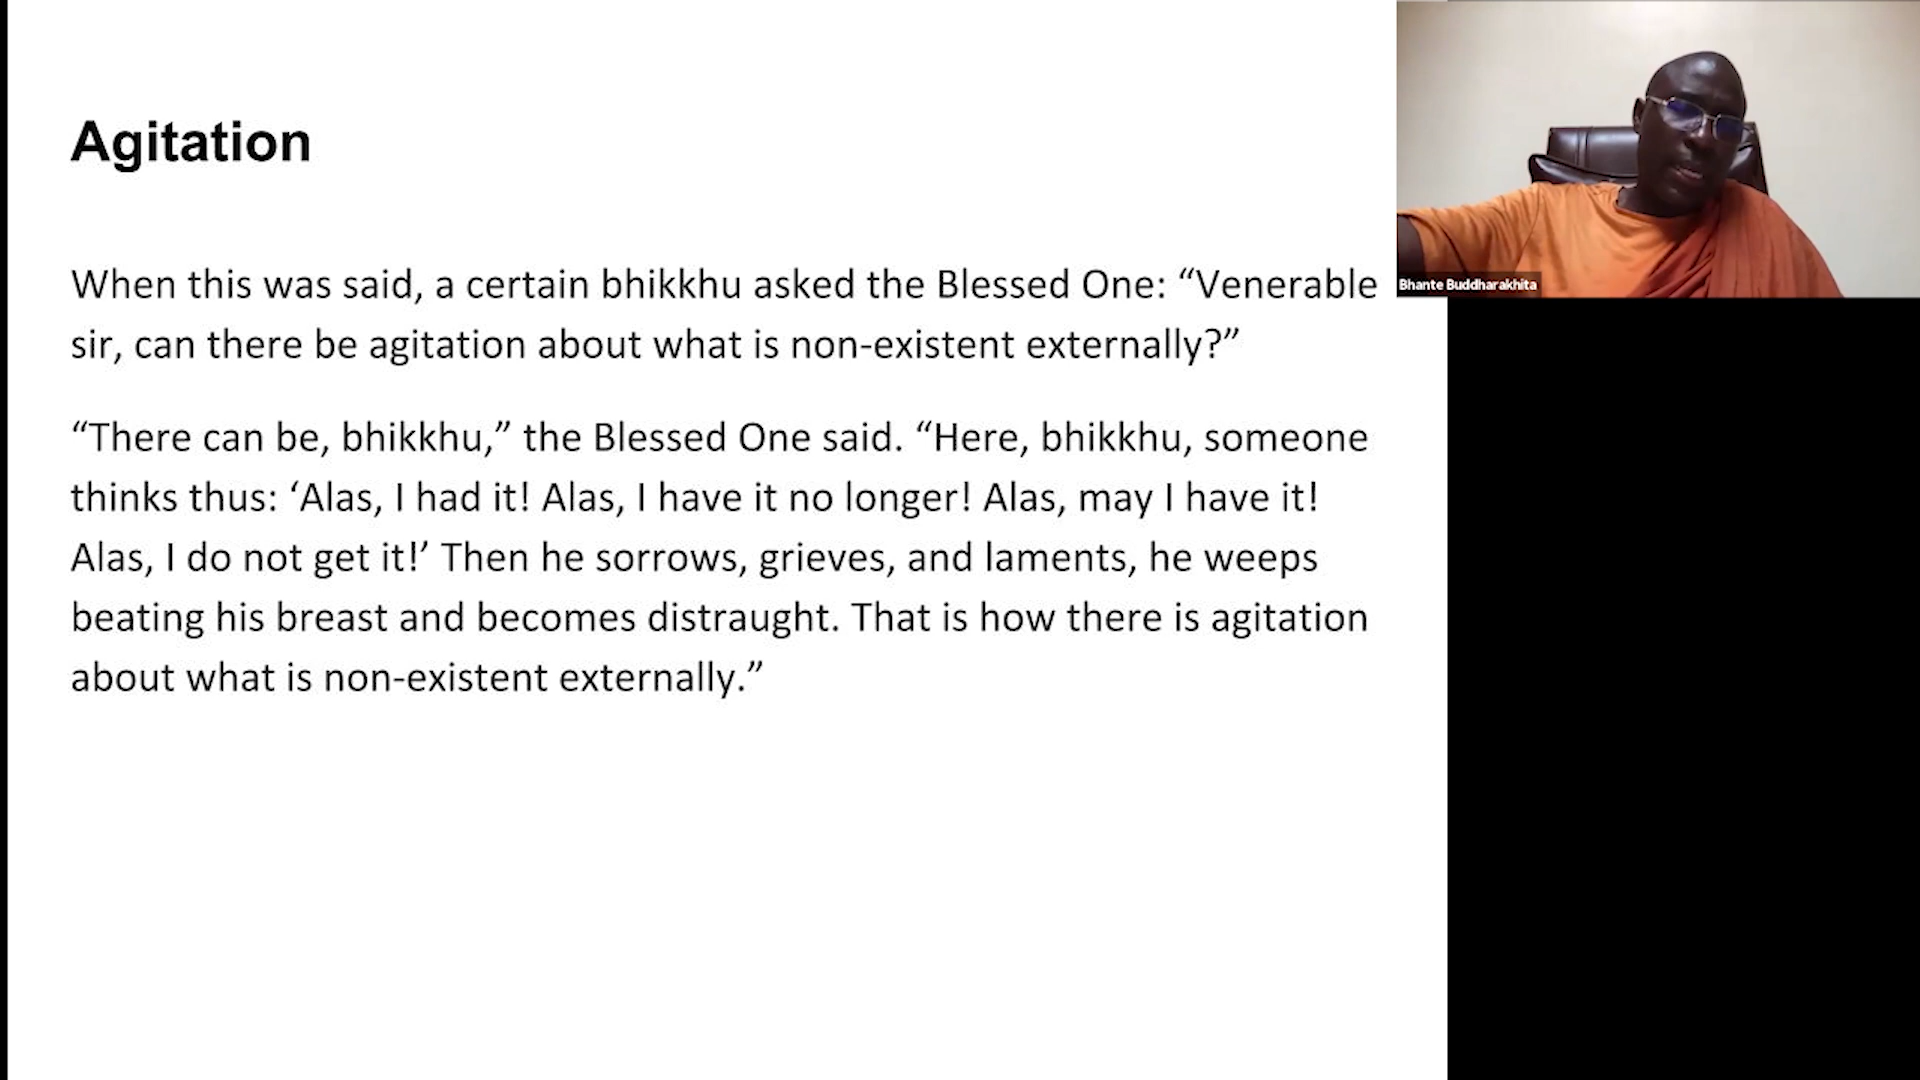 Agitation
When this was said, a certain bhikkhu asked the Blessed One: “Venerable
sir, can there be agitation about what is non-existent externally?”
“There can be, bhikkhu,” the Blessed One said. “Here, bhikkhu, someone
thinks thus: ‘Alas, I had it! Alas, I have it no longer! Alas, may I have it!
Alas, I do not get it!’ Then he sorrows, grieves, and laments, he weeps
beating his breast and becomes distraught. That is how there is agitation
about what is non-existent externally.”
Bhante Buddharakhita